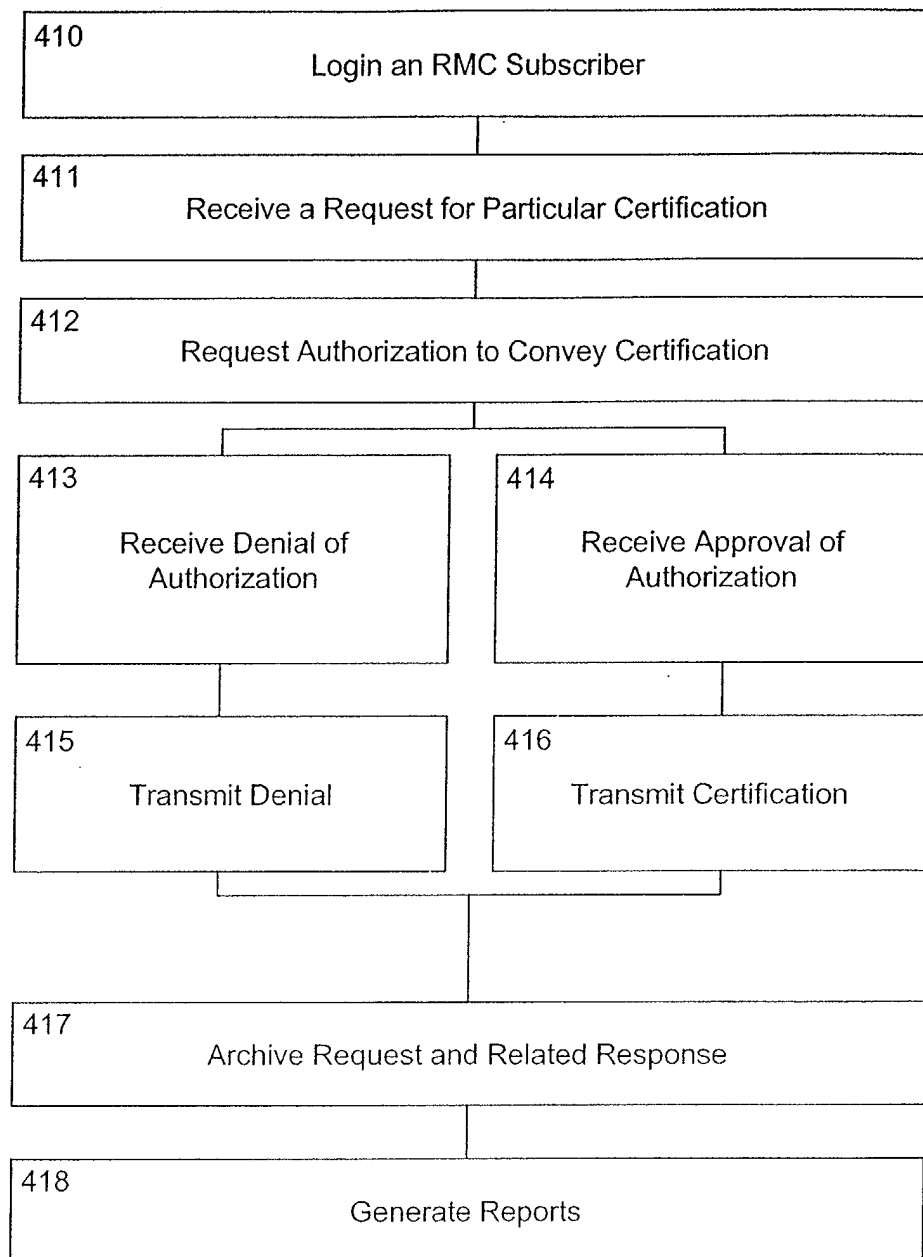 410
Login an RMC Subscriber
411
Receive a Request for Particular Certification
412
Request Authorization to Convey Certification
413
Receive Denial of
Authorization
414
Receive Approval of
Authorization
415
Transmit Denial
416
Transmit Certification
417
Archive Request and Related Response
418
Generate Reports